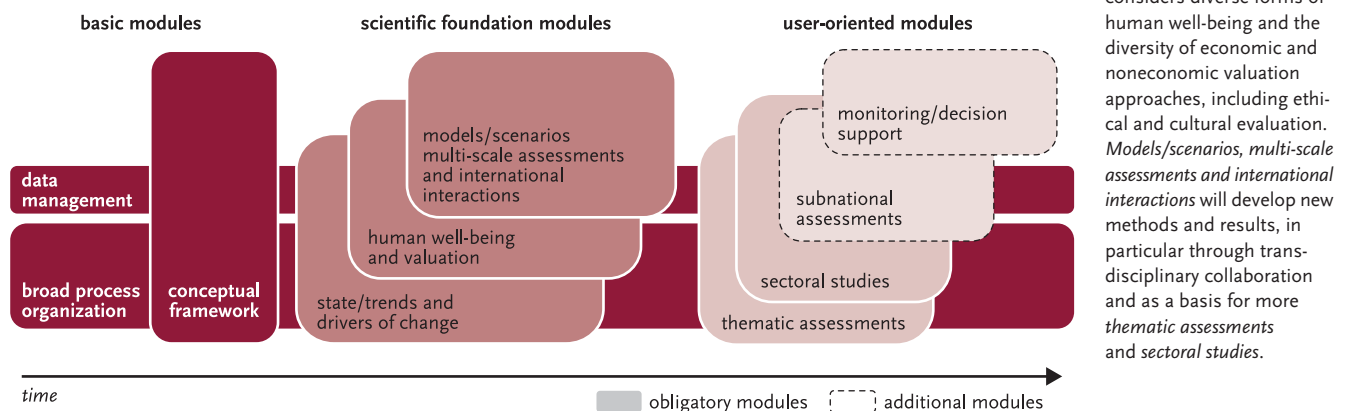 basic modules
scientific foundation modules
user-oriented modules
data
management
broad process
organization
conceptual
framework
models/scenarios
multi-scale assessments
and international
interactions
human well-being
and valuation
state/trends and
drivers of change
monitoring/decision
support
subnational
assessments
sectoral studies
thematic assessments
time
obligatory modules
additional modules
considers diverse forms of
human well-being and the
diversity of economic and
noneconomic valuation
approaches, including ethi-
cal and cultural evaluation.
Models/scenarios, multi-scale
assessments and international
interactions will develop new
methods and results, in
particular through trans-
disciplinary collaboration
and as a basis for more
thematic assessments
and sectoral studies.